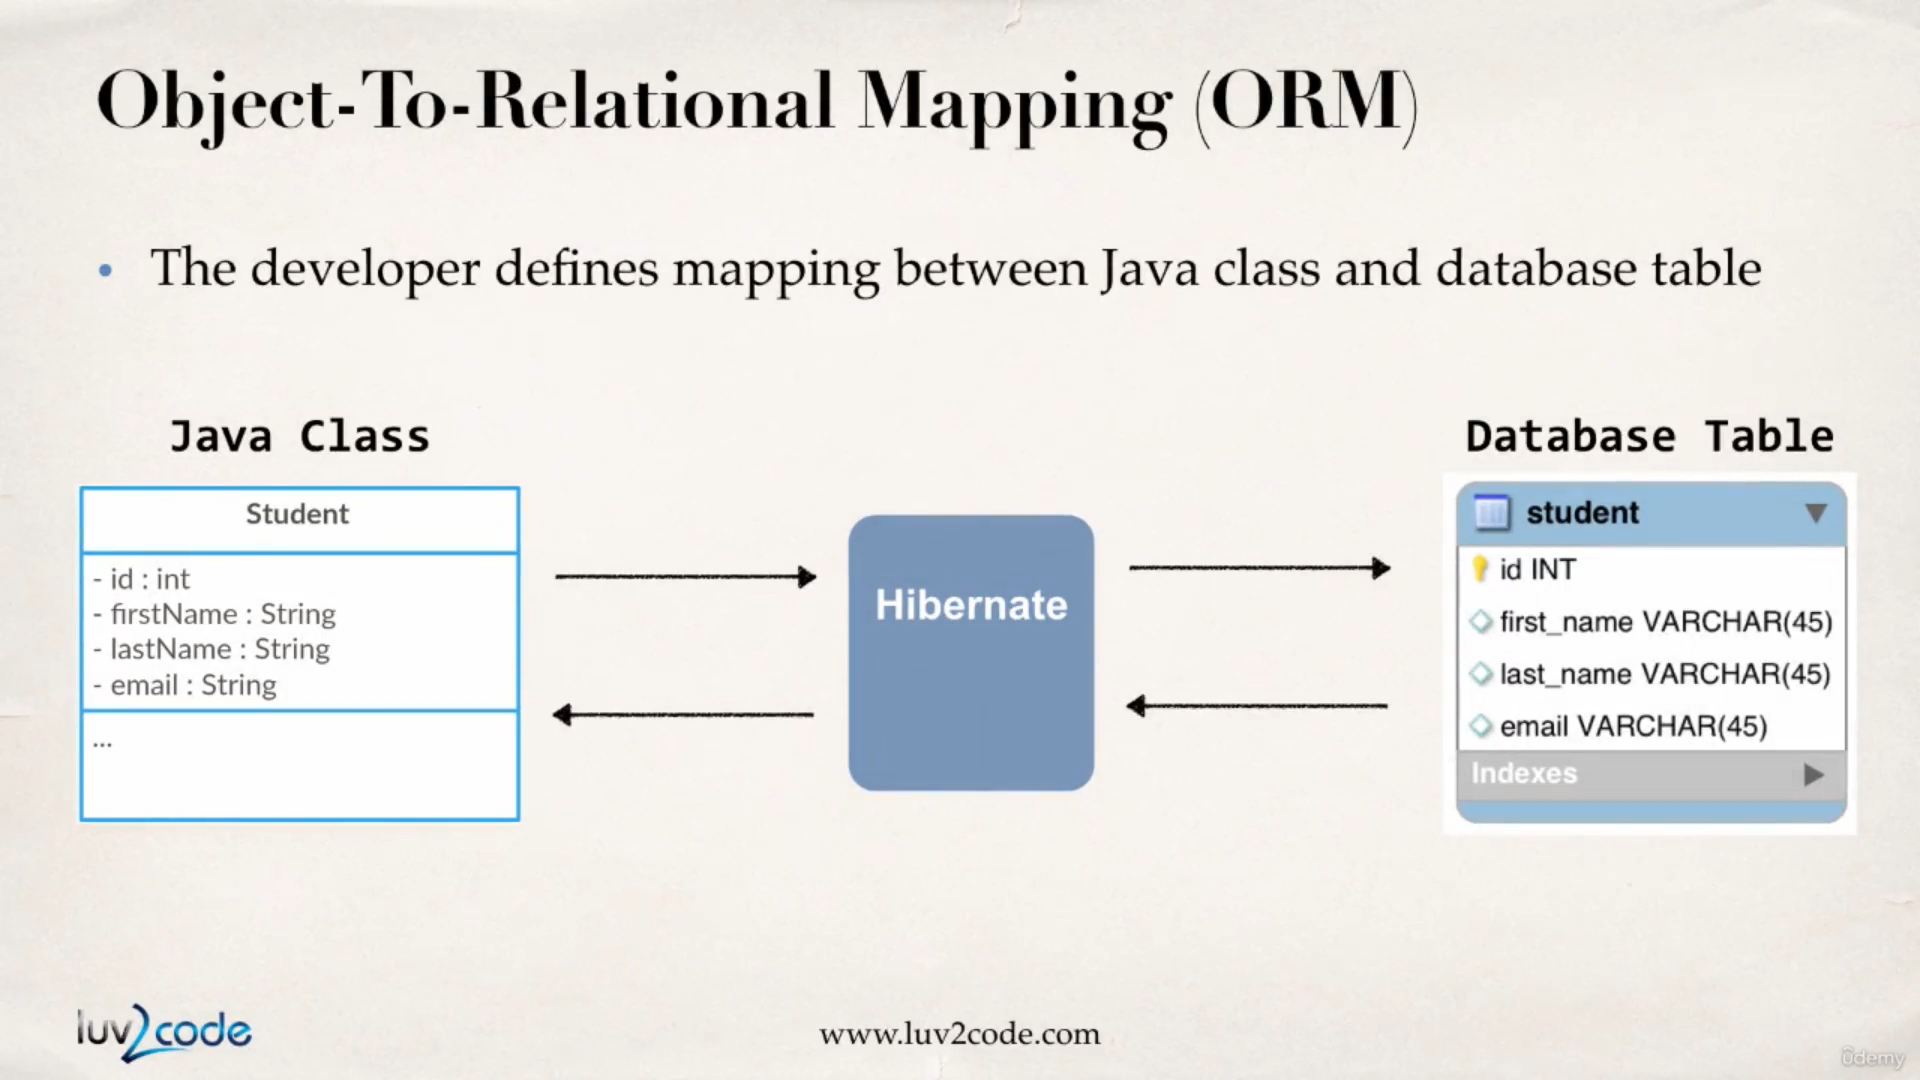 Object-To-Relational Mapping (ORM)
• The developer defines mapping between Java class and database table
Java Class
Student
- id : int
- firstName : String
- lastName : String
- email : String
...
Hibernate
Database Table
student
id INT
first_name VARCHAR(45)
last_name VARCHAR(45)
email VARCHAR(45)
Indexes
luv2code
www.luv2code.com
ûdemy